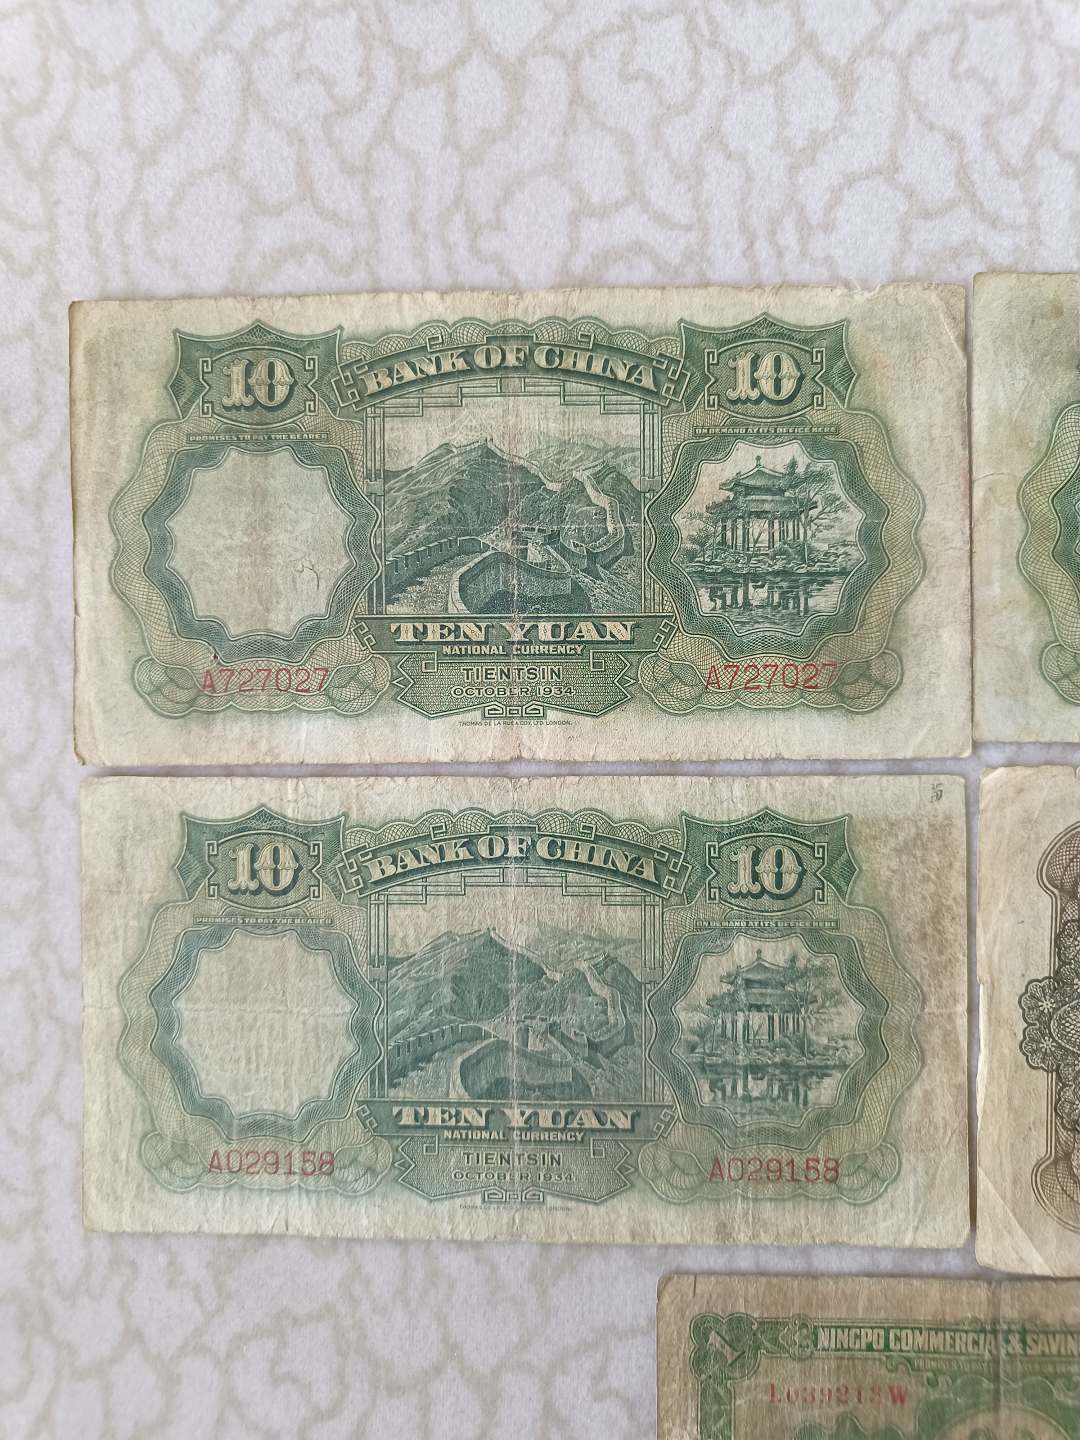 10 BANK OF CHINA 10
PROMISES TO PAY THE BEARER
ON DEMAND AT ITS OFFICE HERE
TEN YUAN
NATIONAL CURRENCY
A727027 TIENTSIN A727027
OCTOBER 1934
THOMAS DE LA RUE & COY, LTD. LONDON.
10 BANK OF CHINA 10
PROMISES TO PAY THE BEARER
ON DEMAND AT ITS OFFICE HERE
TEN YUAN
NATIONAL CURRENCY
A029158 TIENTSIN A029158
OCTOBER 1934
NINGPO COMMERCIAL & SAVIN
L039213W